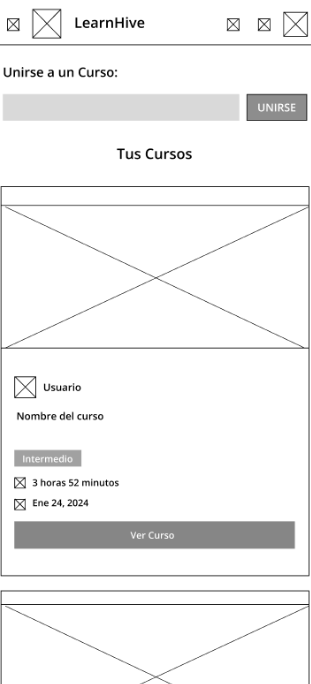 LearnHive
Unirse a un Curso:
UNIRSE
Tus Cursos
Usuario
Nombre del curso
Intermedio
3 horas 52 minutos
Ene 24, 2024
Ver Curso